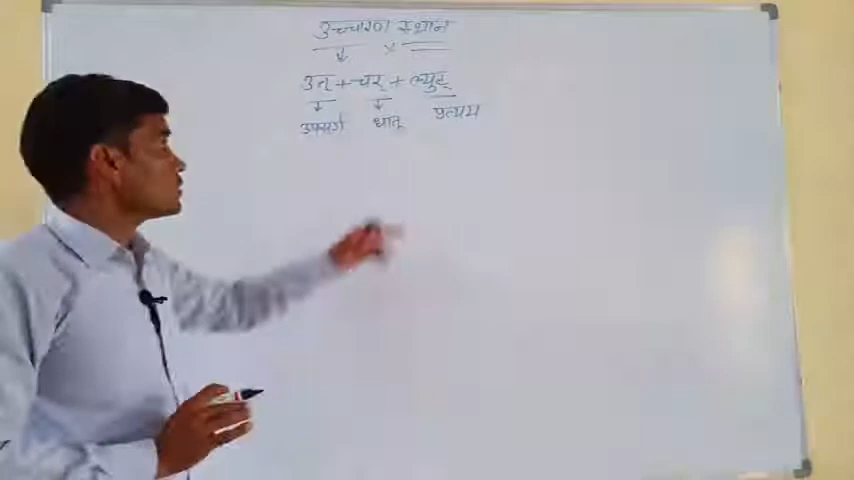 उच्चारण स्थान
उत् + चर् + ल्युट्
उपसर्ग धातु प्रत्यय